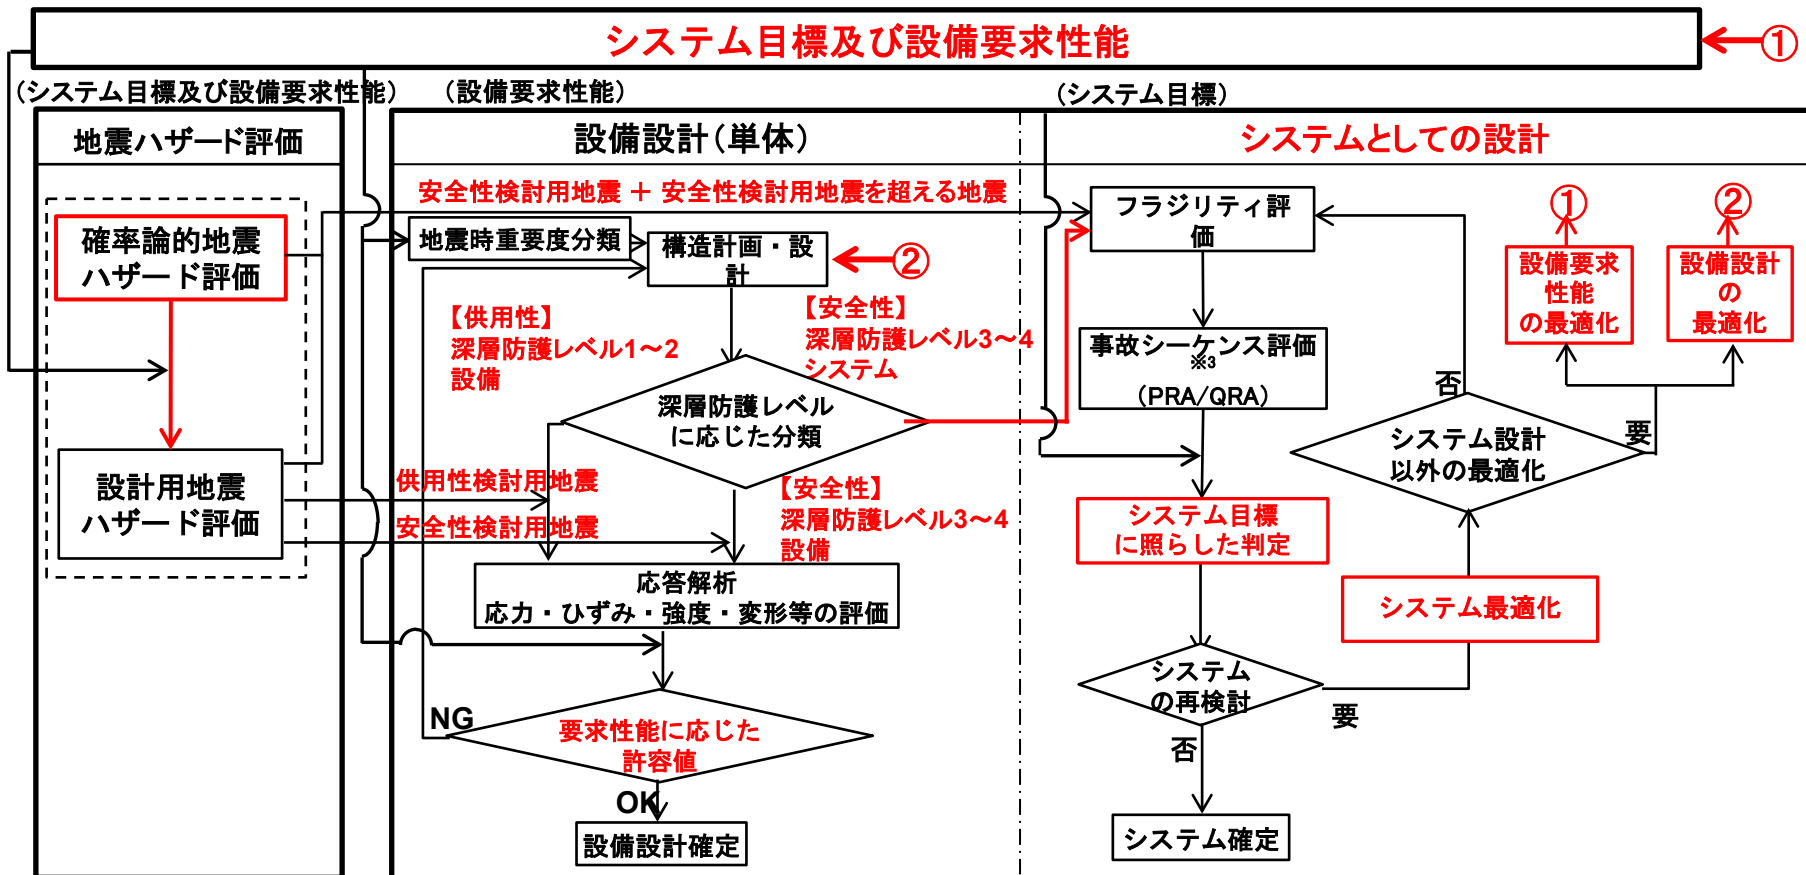 システム目標及び設備要求性能
①
（システム目標及び設備要求性能）
（設備要求性能）
（システム目標）
地震ハザード評価
設備設計（単体）
システムとしての設計
安全性検討用地震 ＋ 安全性検討用地震を超える地震
確率論的地震
ハザード評価
地震時重要度分類
構造計画・設
計
②
フラジリティ評
価
①
②
設備要求
性能
の最適化
設備設計
の
最適化
【供用性】
深層防護レベル1～2
設備
【安全性】
深層防護レベル3～4
システム
事故シーケンス評価
※3
（PRA/QRA）
深層防護レベル
に応じた分類
否
要
システム設計
以外の最適化
設計用地震
ハザード評価
供用性検討用地震
安全性検討用地震
【安全性】
深層防護レベル3～4
設備
システム目標
に照らした判定
応答解析
応力・ひずみ・強度・変形等の評価
システム最適化
システム
の再検討
要
否
NG
要求性能に応じた
許容値
OK
設備設計確定
システム確定